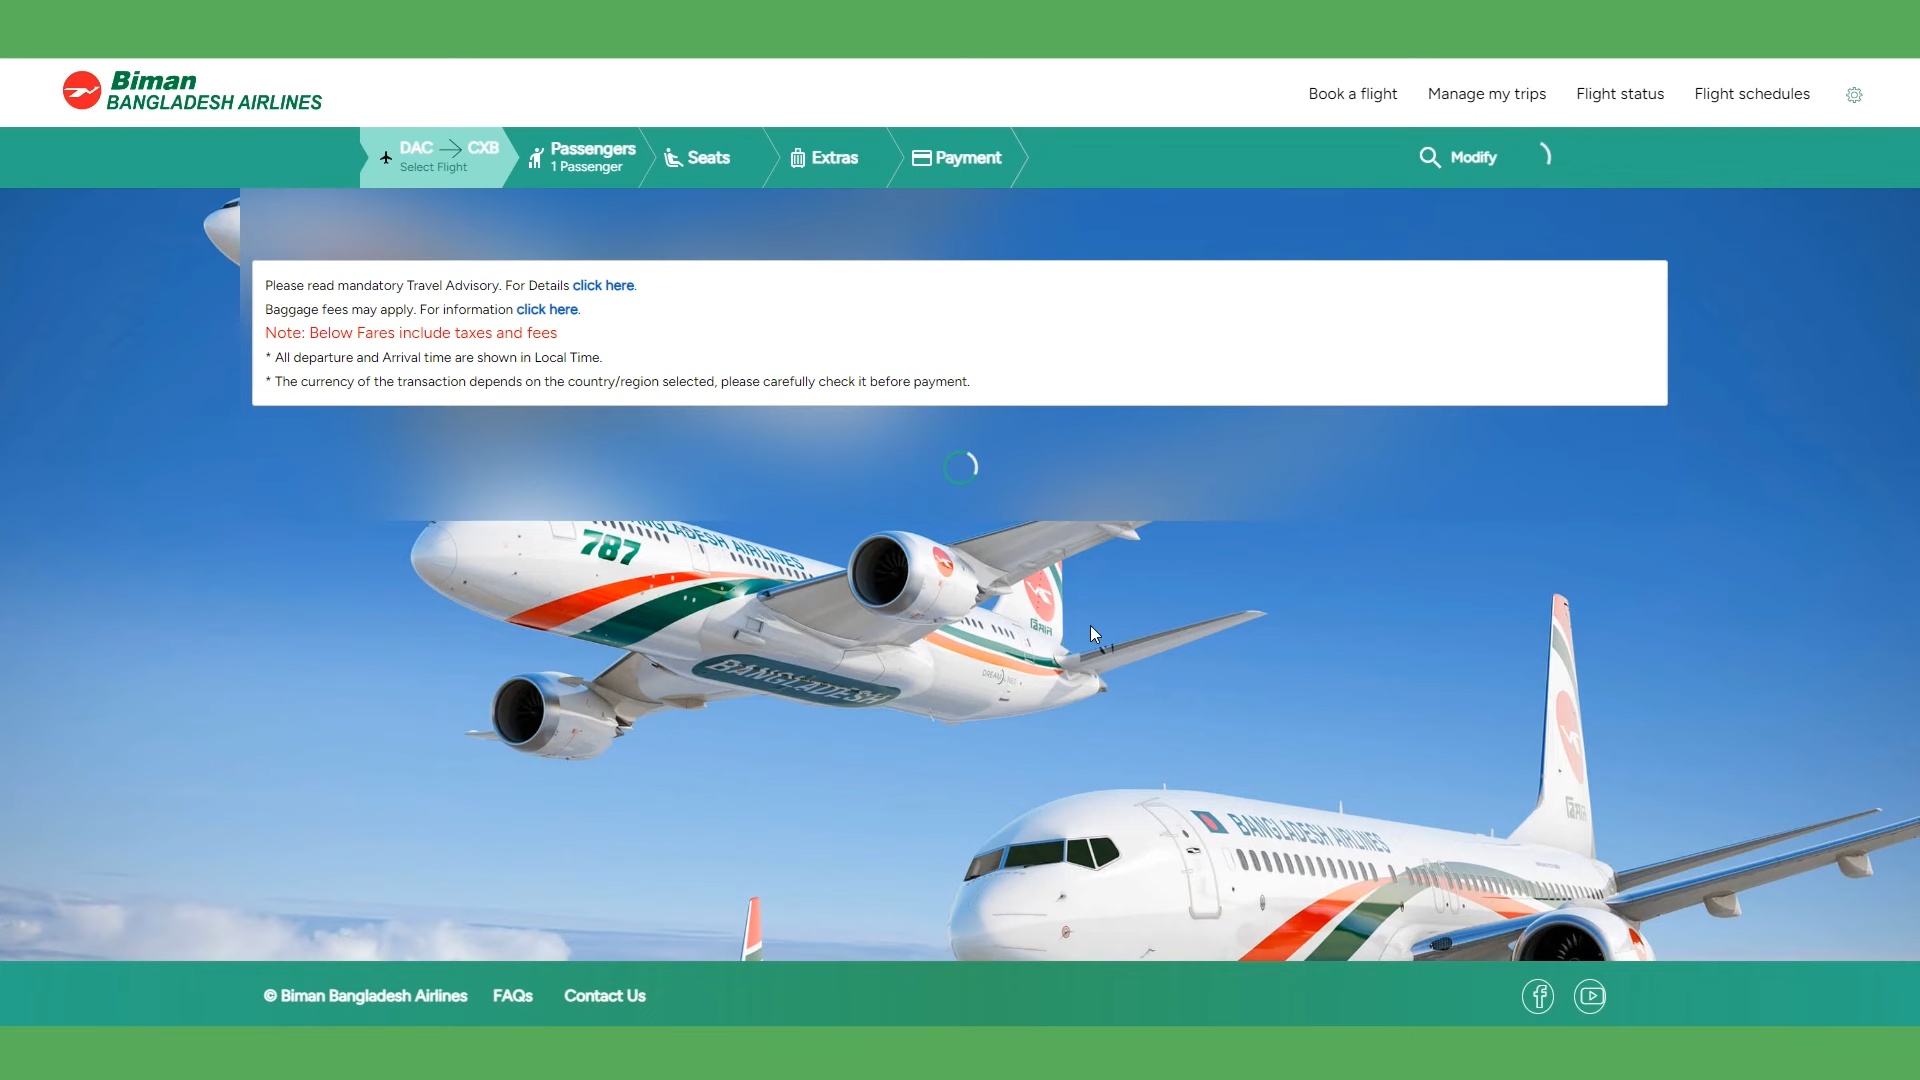 Biman
BANGLADESH AIRLINES
Book a flight
Manage my trips
Flight status
Flight schedules
DAC CXB
Select Flight
Passengers
1 Passenger
Seats
Extras
Payment
Modify
Please read mandatory Travel Advisory. For Details click here.
Baggage fees may apply. For information click here.
Note: Below Fares include taxes and fees
* All departure and Arrival time are shown in Local Time.
* The currency of the transaction depends on the country/region selected, please carefully check it before payment.
BANGLADESH AIRLINES
787
BANGLADESH
BANGLADESH AIRLINES
© Biman Bangladesh Airlines
FAQs
Contact Us